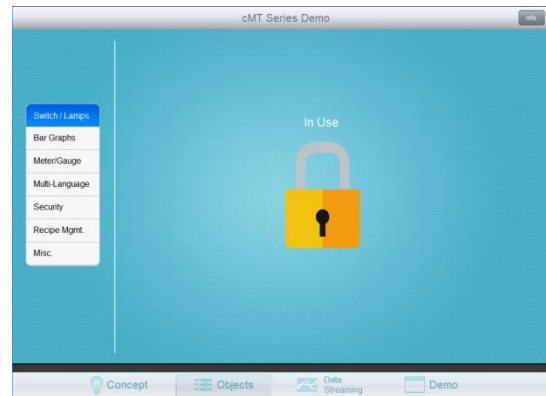 cMT Series Demo
info
Switch / Lamps
Bar Graphs
Meter/Gauge
Multi-Language
Security
Recipe Mgmt.
Misc.
In Use
Concept
Objects
Data
Streaming
Demo